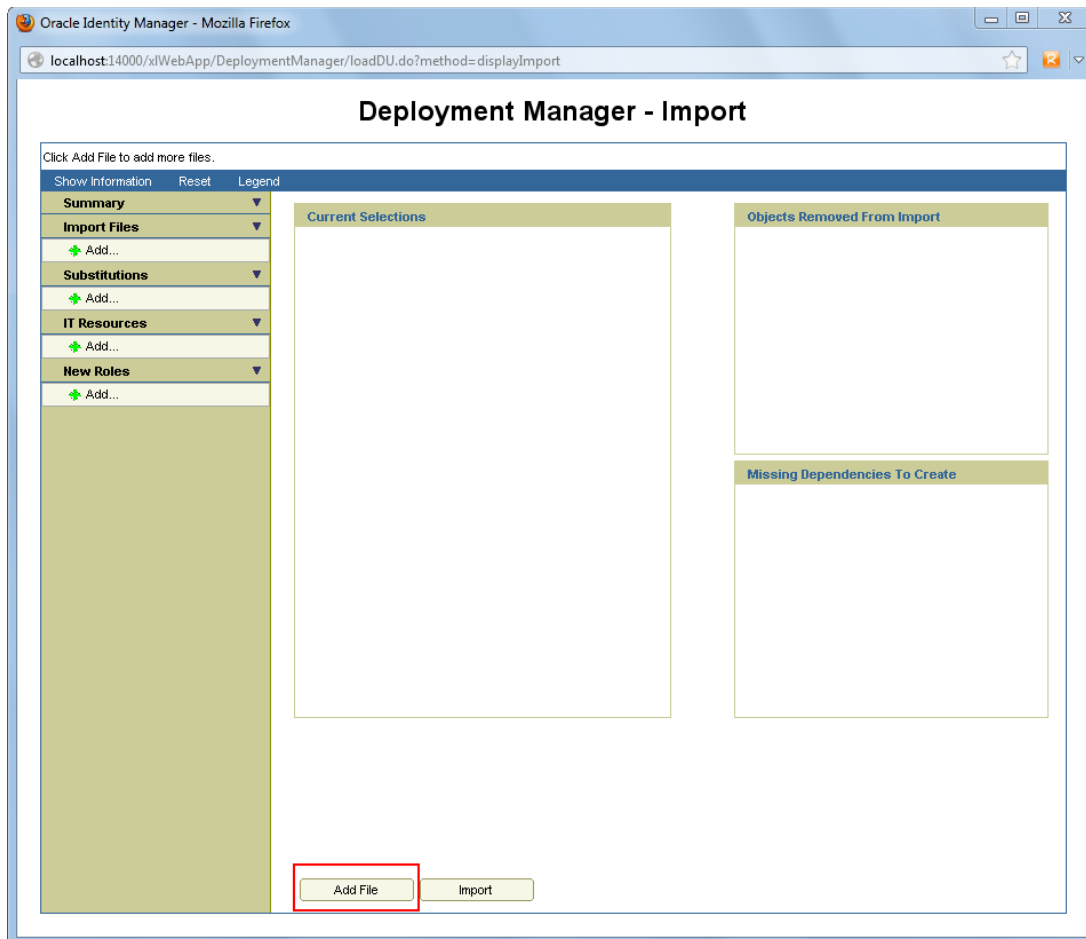 Oracle Identity Manager - Mozilla Firefox
localhost:14000/xlWebApp/DeploymentManager/loadDU.do?method=displayImport
Deployment Manager - Import
Click Add File to add more files.
Show Information Reset Legend
Summary
Import Files
Add...
Substitutions
Add...
IT Resources
Add...
New Roles
Add...
Current Selections
Objects Removed From Import
Missing Dependencies To Create
Add File Import